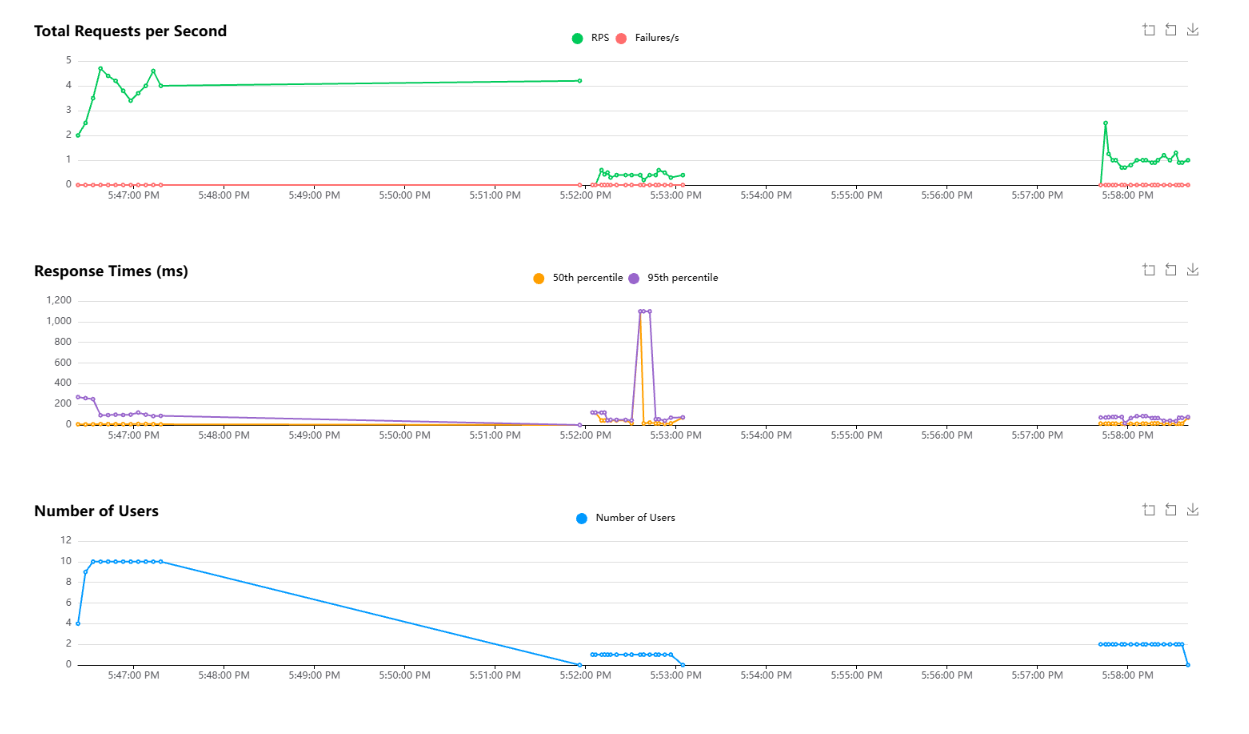 Total Requests per Second
RPS Failures/s
5
4
3
2
1
0
5:47:00 PM 5:48:00 PM 5:49:00 PM 5:50:00 PM 5:51:00 PM 5:52:00 PM 5:53:00 PM 5:54:00 PM 5:55:00 PM 5:56:00 PM 5:57:00 PM 5:58:00 PM
Response Times (ms)
50th percentile 95th percentile
1,200
1,000
800
600
400
200
0
5:47:00 PM 5:48:00 PM 5:49:00 PM 5:50:00 PM 5:51:00 PM 5:52:00 PM 5:53:00 PM 5:54:00 PM 5:55:00 PM 5:56:00 PM 5:57:00 PM 5:58:00 PM
Number of Users
Number of Users
12
10
8
6
4
2
0
5:47:00 PM 5:48:00 PM 5:49:00 PM 5:50:00 PM 5:51:00 PM 5:52:00 PM 5:53:00 PM 5:54:00 PM 5:55:00 PM 5:56:00 PM 5:57:00 PM 5:58:00 PM